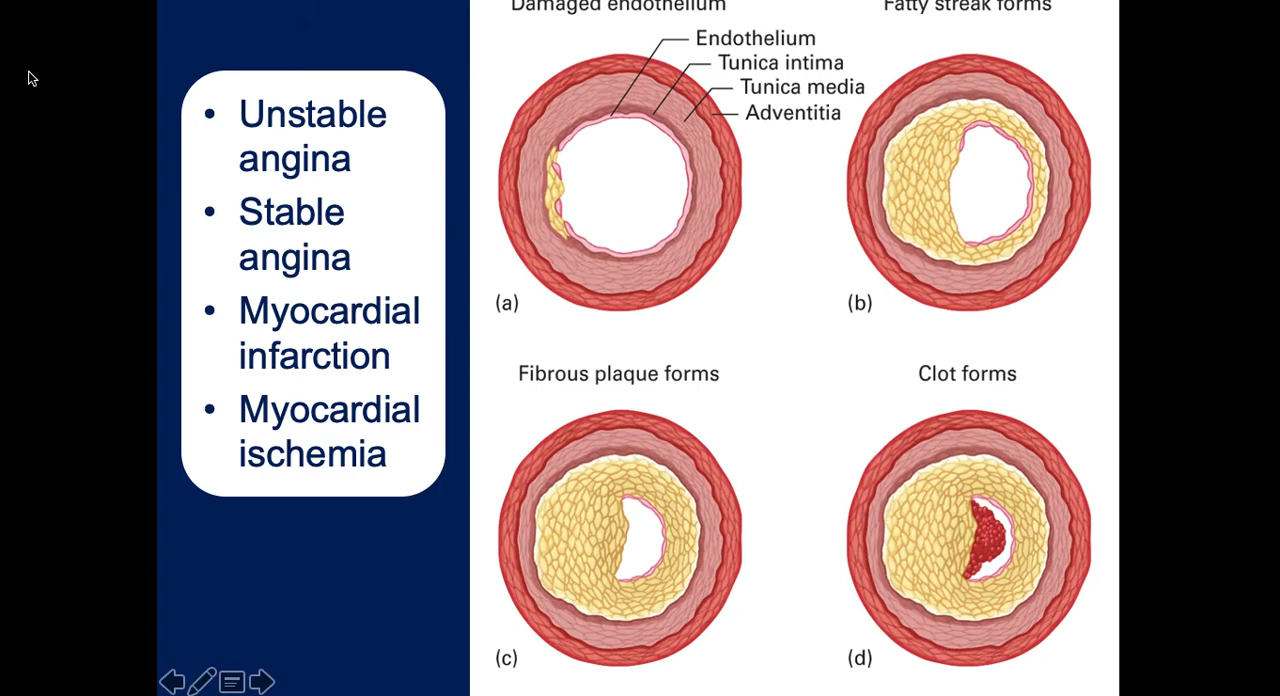 • Unstable
angina
• Stable
angina
• Myocardial
infarction
• Myocardial
ischemia
Damaged endothelium
Fatty streak forms
Endothelium
Tunica intima
Tunica media
Adventitia
(a)
(b)
Fibrous plaque forms
Clot forms
(c)
(d)